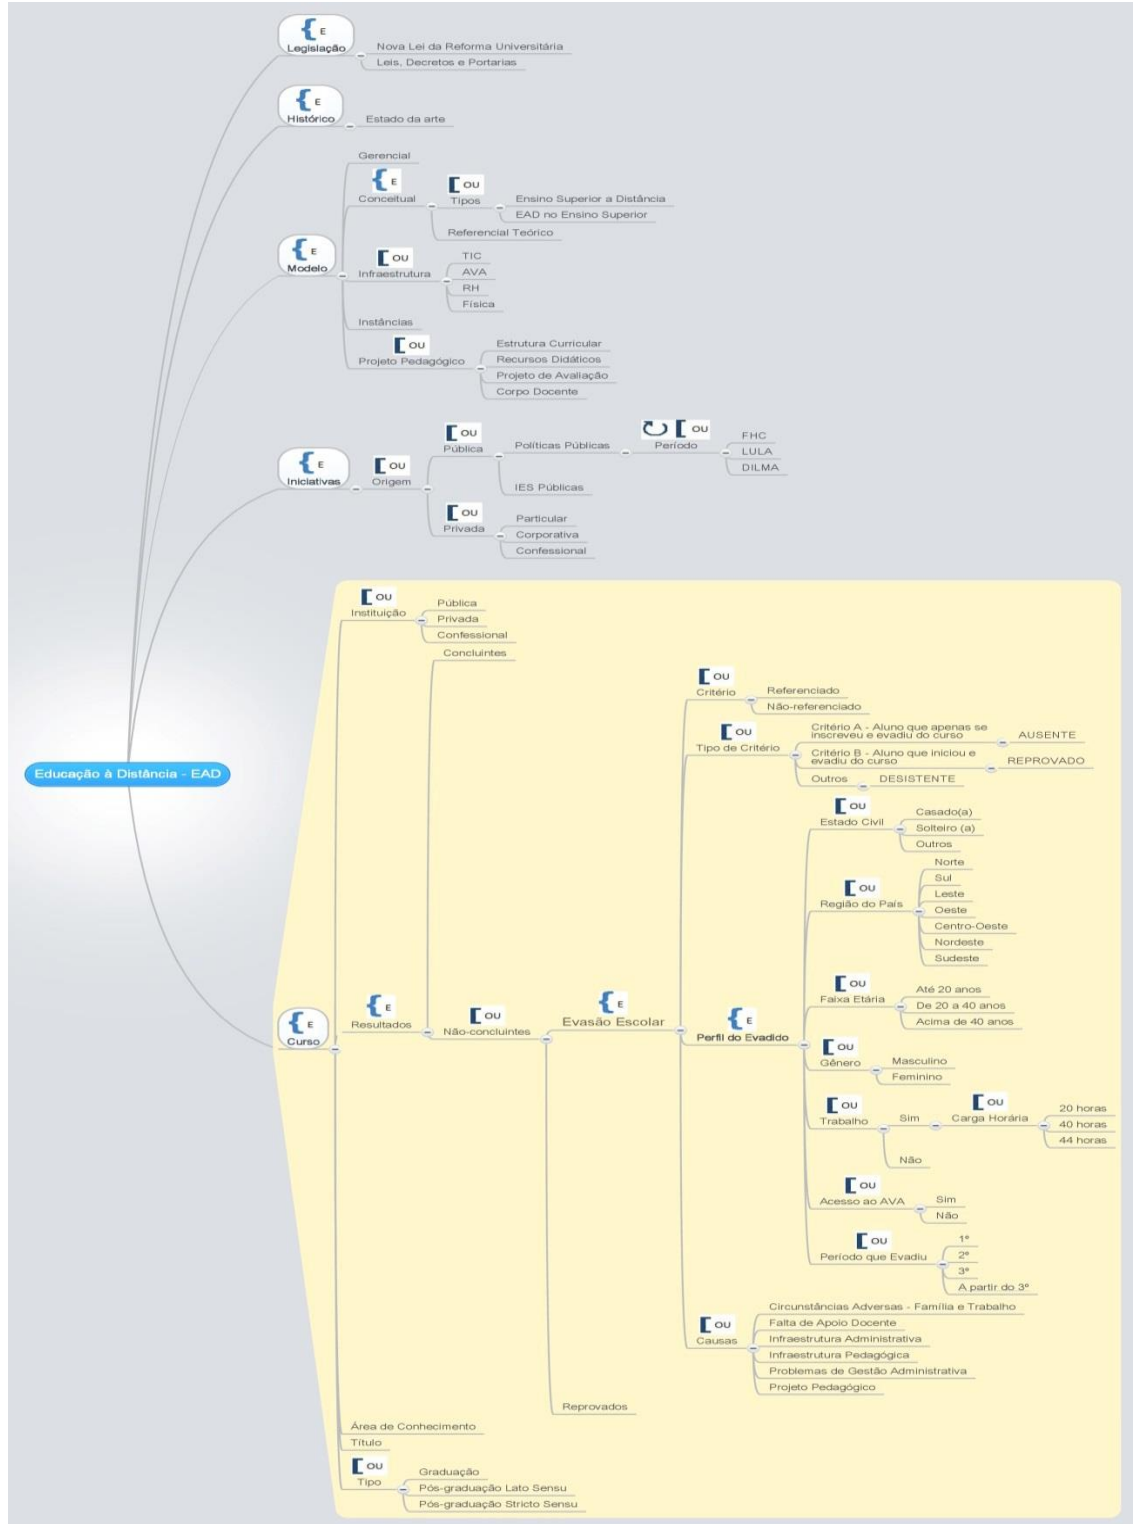 E
Legislação
Nova Lei da Reforma Universitária
Leis, Decretos e Portarias
E
Histórico
Estado da arte
E
Modelo
Gerencial
E
Conceitual
OU
Tipos
Ensino Superior a Distância
EAD no Ensino Superior
Referencial Teórico
OU
Infraestrutura
TIC
AVA
RH
Física
Instâncias
OU
Projeto Pedagógico
Estrutura Curricular
Recursos Didáticos
Projeto de Avaliação
Corpo Docente
E
Iniciativas
OU
Origem
OU
Pública
Políticas Públicas
OU
Período
FHC
LULA
DILMA
IES Públicas
OU
Privada
Particular
Corporativa
Confessional
Educação à Distância - EAD
E
Curso
OU
Instituição
Pública
Privada
Confessional
E
Resultados
Concluintes
OU
Não-concluintes
E
Evasão Escolar
OU
Critério
Referenciado
Não-referenciado
OU
Tipo de Critério
Critério A - Aluno que apenas se
inscreveu e evadiu do curso
AUSENTE
Critério B - Aluno que iniciou e
evadiu do curso
REPROVADO
Outros
DESISTENTE
E
Perfil do Evadido
OU
Estado Civil
Casado(a)
Solteiro (a)
Outros
OU
Região do País
Norte
Sul
Leste
Oeste
Centro-Oeste
Nordeste
Sudeste
OU
Faixa Etária
Até 20 anos
De 20 a 40 anos
Acima de 40 anos
OU
Gênero
Masculino
Feminino
OU
Trabalho
Sim
OU
Carga Horária
20 horas
40 horas
44 horas
Não
OU
Acesso ao AVA
Sim
Não
OU
Período que Evadiu
1º
2º
3º
A partir do 3º
OU
Causas
Circunstâncias Adversas - Família e Trabalho
Falta de Apoio Docente
Infraestrutura Administrativa
Infraestrutura Pedagógica
Problemas de Gestão Administrativa
Projeto Pedagógico
Reprovados
Área de Conhecimento
Título
OU
Tipo
Graduação
Pós-graduação Lato Sensu
Pós-graduação Stricto Sensu